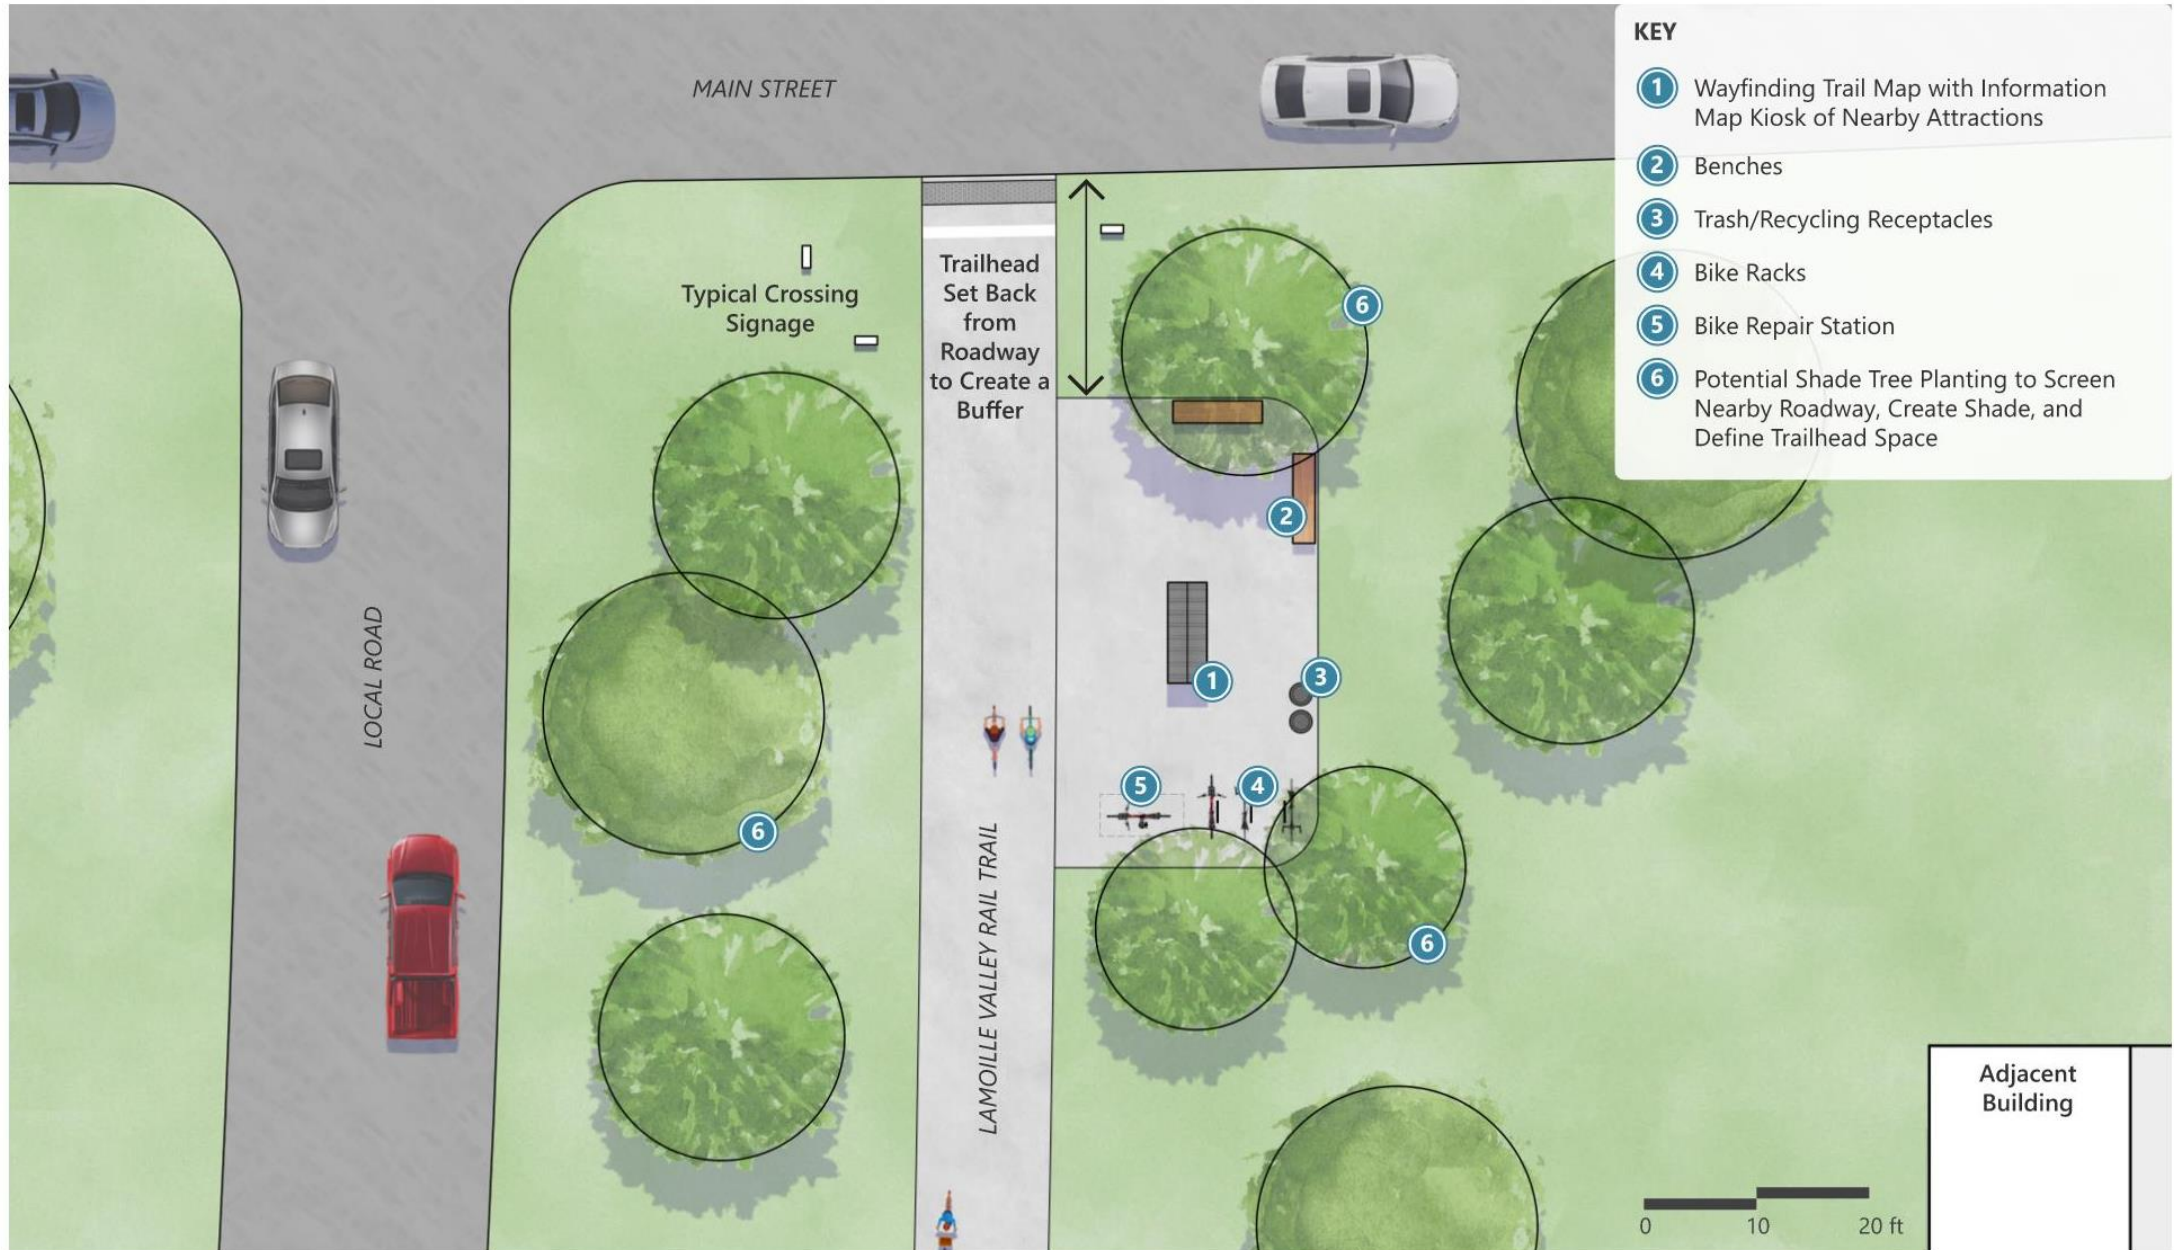 MAIN STREET
KEY
1 Wayfinding Trail Map with Information
Map Kiosk of Nearby Attractions
2 Benches
3 Trash/Recycling Receptacles
4 Bike Racks
5 Bike Repair Station
6 Potential Shade Tree Planting to Screen
Nearby Roadway, Create Shade, and
Define Trailhead Space
Typical Crossing
Signage
Trailhead
Set Back
from
Roadway
to Create a
Buffer
6
2
LOCAL ROAD
1
3
5
4
6
LAMOILLE VALLEY RAIL TRAIL
6
Adjacent
Building
0 10 20 ft